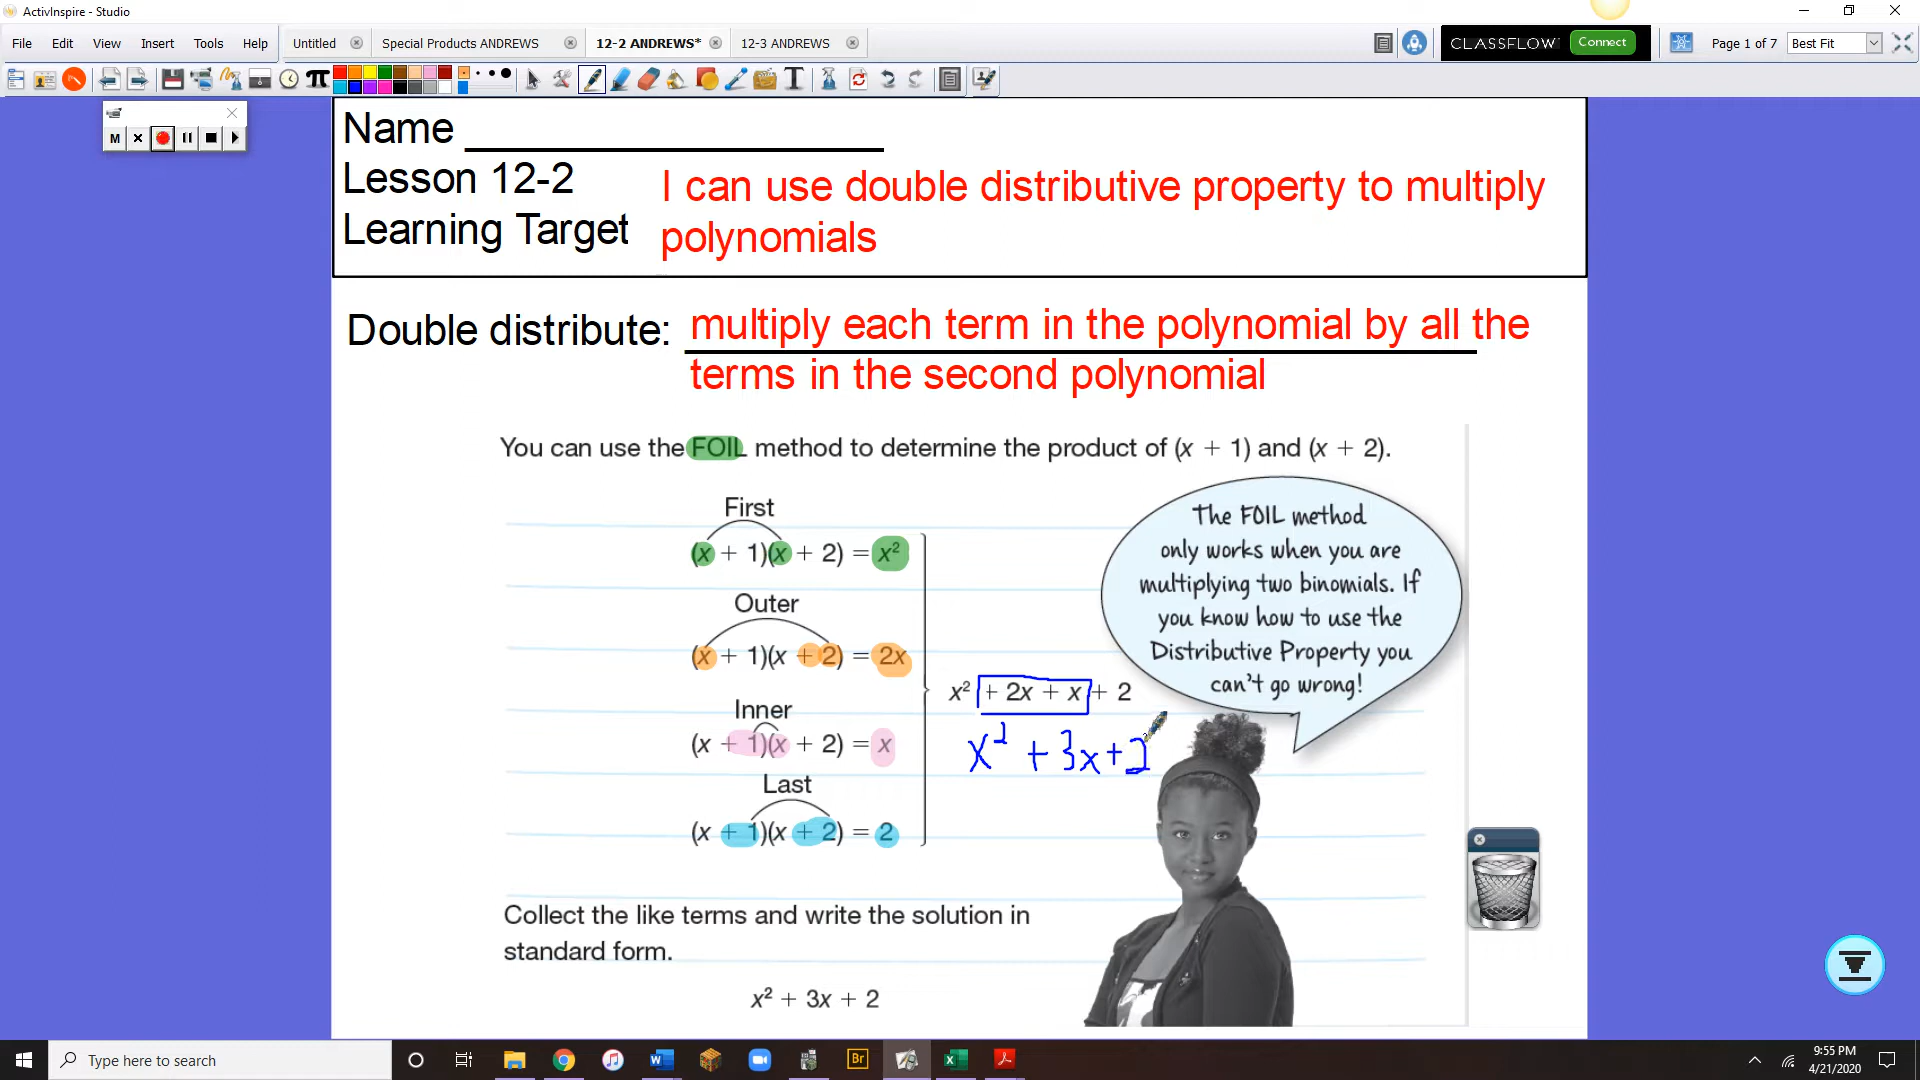 ActivInspire - Studio
File Edit View Insert Tools Help
Untitled Special Products ANDREWS 12-2 ANDREWS* 12-3 ANDREWS
CLASSFLOW Connect
Page 1 of 7 Best Fit
M
Name
Lesson 12-2
Learning Target
I can use double distributive property to multiply
polynomials
Double distribute: multiply each term in the polynomial by all the
terms in the second polynomial
You can use the FOIL method to determine the product of (x + 1) and (x + 2).
First
(x + 1)(x + 2) = x²
Outer
(x + 1)(x + 2) = 2x
Inner
(x + 1)(x + 2) = x
Last
(x + 1)(x + 2) = 2
x² + 2x + x + 2
x² + 3x + 2
The FOIL method
only works when you are
multiplying two binomials. If
you know how to use the
Distributive Property you
can't go wrong!
Collect the like terms and write the solution in
standard form.
x² + 3x + 2
Type here to search
Br
9:55 PM
4/21/2020